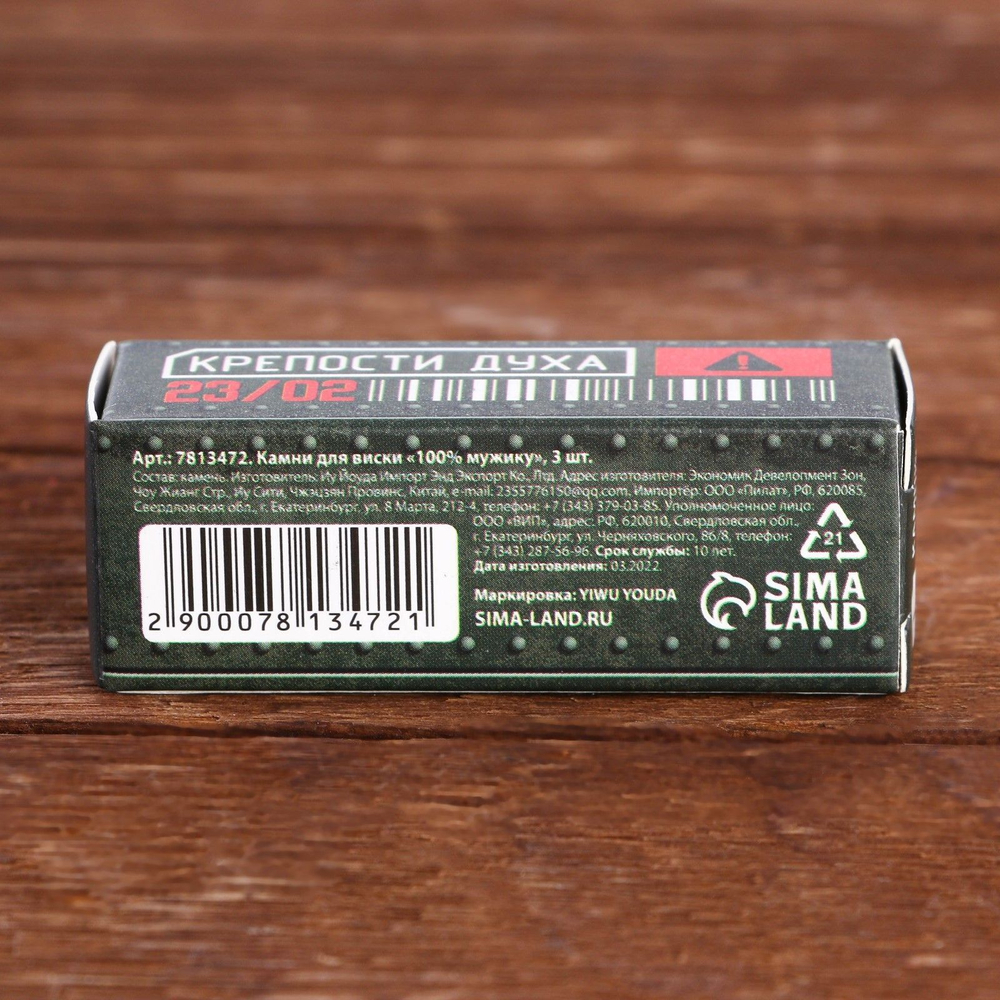 КРЕПОСТИ ДУХА
23/02
Арт.: 7813472. Камни для виски «100% мужику», 3 шт.
Состав: камень. Изготовитель: Йу Йоуда Импорт Энд Экспорт Ко., Лтд. Адрес изготовителя: Экономик Девелопмент Зон,
Чоу Жианг Стр., Йу Сити, Чжэцзян Провинс, Китай, e-mail: 2355776150@qq.com. Импортёр: ООО «Пилат», РФ, 620085,
Свердловская обл., г. Екатеринбург, ул. 8 Марта, 212-4, телефон: +7 (343) 379-03-85. Уполномоченное лицо:
ООО «ВИП», адрес: РФ, 620010, Свердловская обл.,
г. Екатеринбург, ул. Черняховского, 86/8, телефон:
+7 (343) 287-56-96. Срок службы: 10 лет.
Дата изготовления: 03.2022.
Маркировка: YIWU YOUDA
SIMA-LAND.RU
2 900078 134721
21
SIMA
LAND